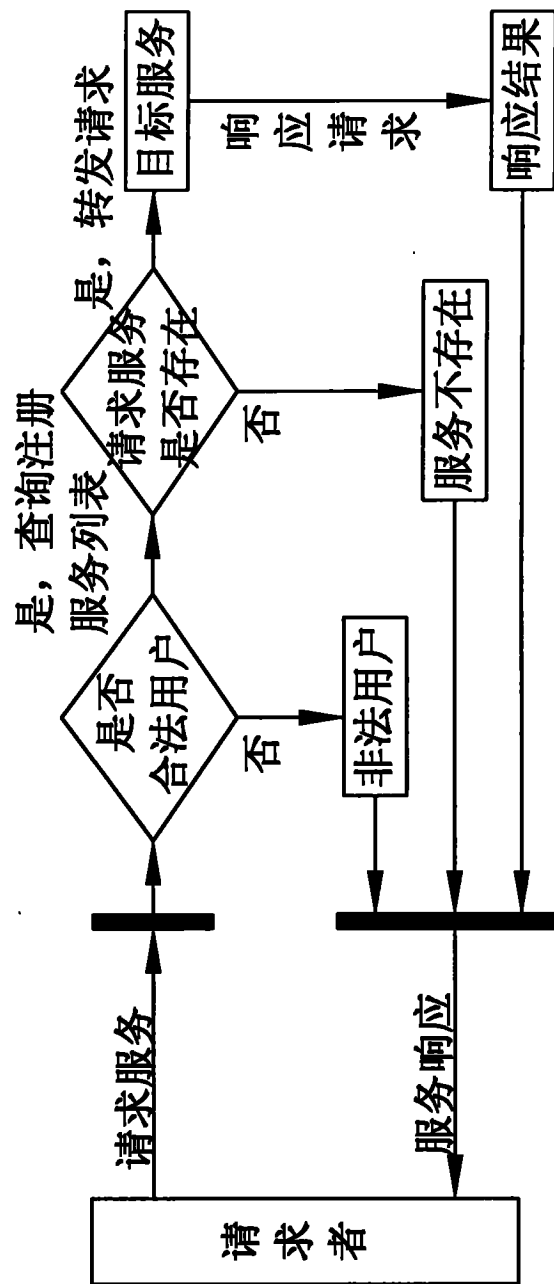 请求者
请求服务
是否
合法用户
是，查询注册
服务列表
请求服务
是否存在
是，转发请求
目标服务
否
非法用户
否
服务不存在
响应请求
响应结果
服务响应